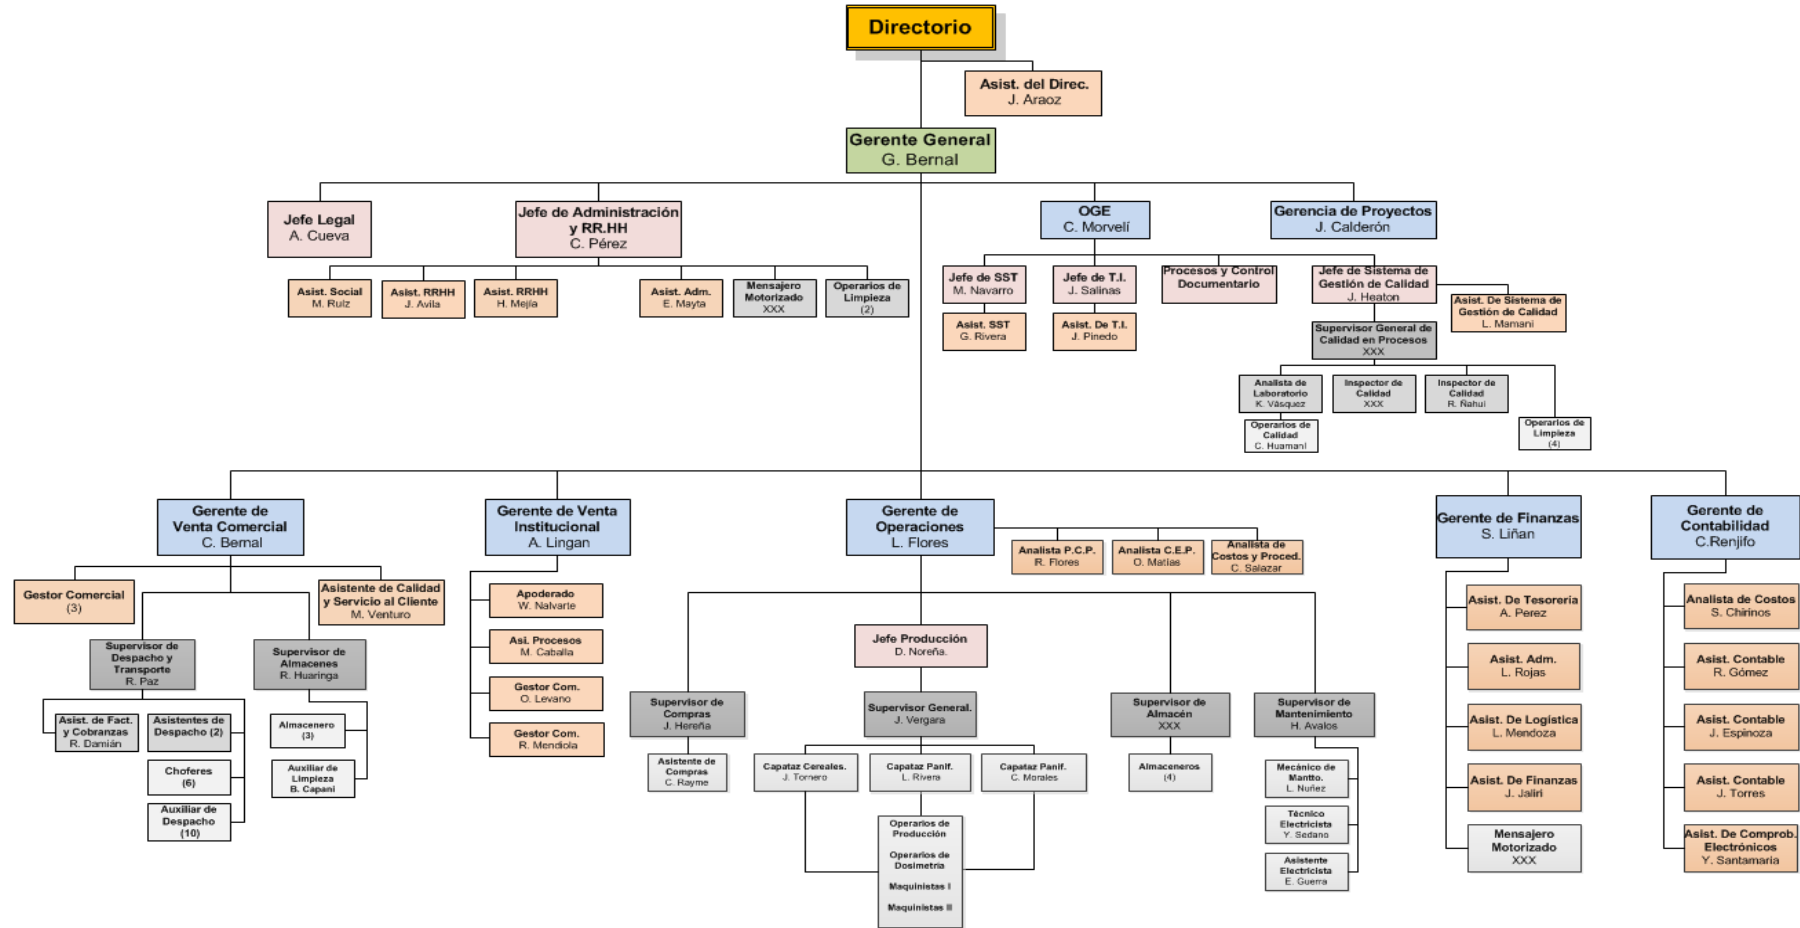 Directorio
Asist. del Direc.
J. Araoz
Gerente General
G. Bernal
Jefe Legal
A. Cueva
Jefe de Administración
y RR.HH
C. Pérez
OGE
C. Morvelí
Gerencia de Proyectos
J. Calderón
Asist. Social
M. Ruíz
Asist. RRHH
J. Avila
Asist. RRHH
H. Mejía
Asist. Adm.
E. Mayta
Mensajero
Motorizado
XXX
Operarios de
Limpieza
(2)
Jefe de SST
M. Navarro
Jefe de T.I.
J. Salinas
Procesos y Control
Documentario
Jefe de Sistema de
Gestión de Calidad
J. Heaton
Asist. De Sistema de
Gestión de Calidad
L. Mamani
Asist. SST
G. Rivera
Asist. De T.I.
J. Pinedo
Supervisor General de
Calidad en Procesos
XXX
Analista de
Laboratorio
K. Vásquez
Inspector de
Calidad
XXX
Inspector de
Calidad
R. Ñahui
Operarios de
Calidad
C. Huamaní
Operarios de
Limpieza
(4)
Gerente de
Venta Comercial
C. Bernal
Gerente de Venta
Institucional
A. Lingan
Gerente de
Operaciones
L. Flores
Gerente de Finanzas
S. Liñan
Gerente de
Contabilidad
C.Renjifo
Analista P.C.P.
R. Flores
Analista C.E.P.
O. Matias
Analista de
Costos y Proced.
C. Salazar
Gestor Comercial
(3)
Asistente de Calidad
y Servicio al Cliente
M. Venturo
Supervisor de
Despacho y
Transporte
R. Paz
Supervisor de
Almacenes
R. Huaringa
Asist. de Fact.
y Cobranzas
R. Damián
Asistentes de
Despacho (2)
Choferes
(6)
Auxiliar de
Despacho
(10)
Almacenero
(3)
Auxiliar de
Limpieza
B. Capani
Apoderado
W. Nalvarte
Asi. Procesos
M. Caballa
Gestor Com.
O. Levano
Gestor Com.
R. Mendiola
Jefe Producción
D. Noreña.
Supervisor de
Compras
J. Hereña
Supervisor General.
J. Vergara
Supervisor de
Almacén
XXX
Supervisor de
Mantenimiento
H. Avalos
Asistente de
Compras
C. Rayme
Capataz Cereales.
J. Tornero
Capataz Panif.
L. Rivera
Capataz Panif.
C. Morales
Almaceneros
(4)
Mecánico de
Mantto.
L. Nuñez
Técnico
Electricista
Y. Sedano
Asistente
Electricista
E. Guerra
Operarios de
Producción
Operarios de
Dosimetría
Maquinistas I
Maquinistas II
Asist. De Tesorería
A. Perez
Asist. Adm.
L. Rojas
Asist. De Logística
L. Mendoza
Asist. De Finanzas
J. Jaliri
Mensajero
Motorizado
XXX
Analista de Costos
S. Chirinos
Asist. Contable
R. Gómez
Asist. Contable
J. Espinoza
Asist. Contable
J. Torres
Asist. De Comprob.
Electrónicos
Y. Santamaría